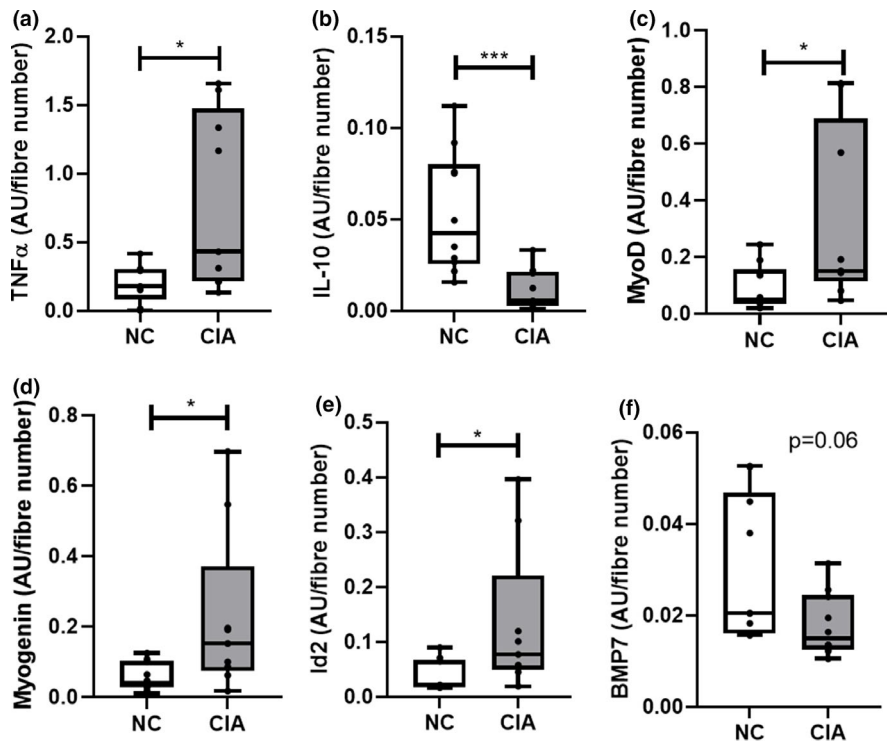 (a)
TNFα (AU/fibre number)
2.0
1.5
1.0
0.5
0.0
*
NC
CIA
(b)
IL-10 (AU/fibre number)
0.15
0.10
0.05
0.00
***
NC
CIA
(c)
MyoD (AU/fibre number)
1.0
0.8
0.6
0.4
0.2
0.0
*
NC
CIA
(d)
Myogenin (AU/fibre number)
0.8
0.6
0.4
0.2
0.0
*
NC
CIA
(e)
Id2 (AU/fibre number)
0.5
0.4
0.3
0.2
0.1
0.0
*
NC
CIA
(f)
BMP7 (AU/fibre number)
0.06
0.04
0.02
0.00
p=0.06
NC
CIA